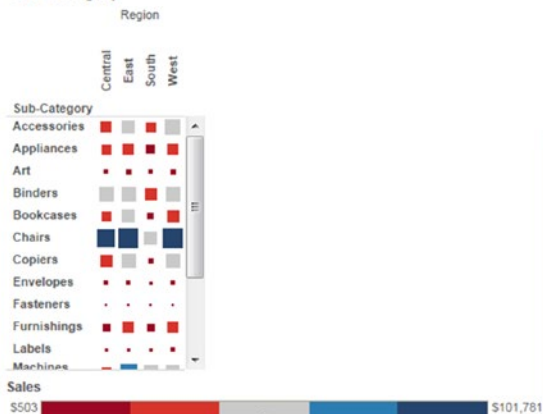 Region
Central East South West
Sub-Category
Accessories
Appliances
Art
Binders
Bookcases
Chairs
Copiers
Envelopes
Fasteners
Furnishings
Labels
Machines
Sales
$503 $101,781